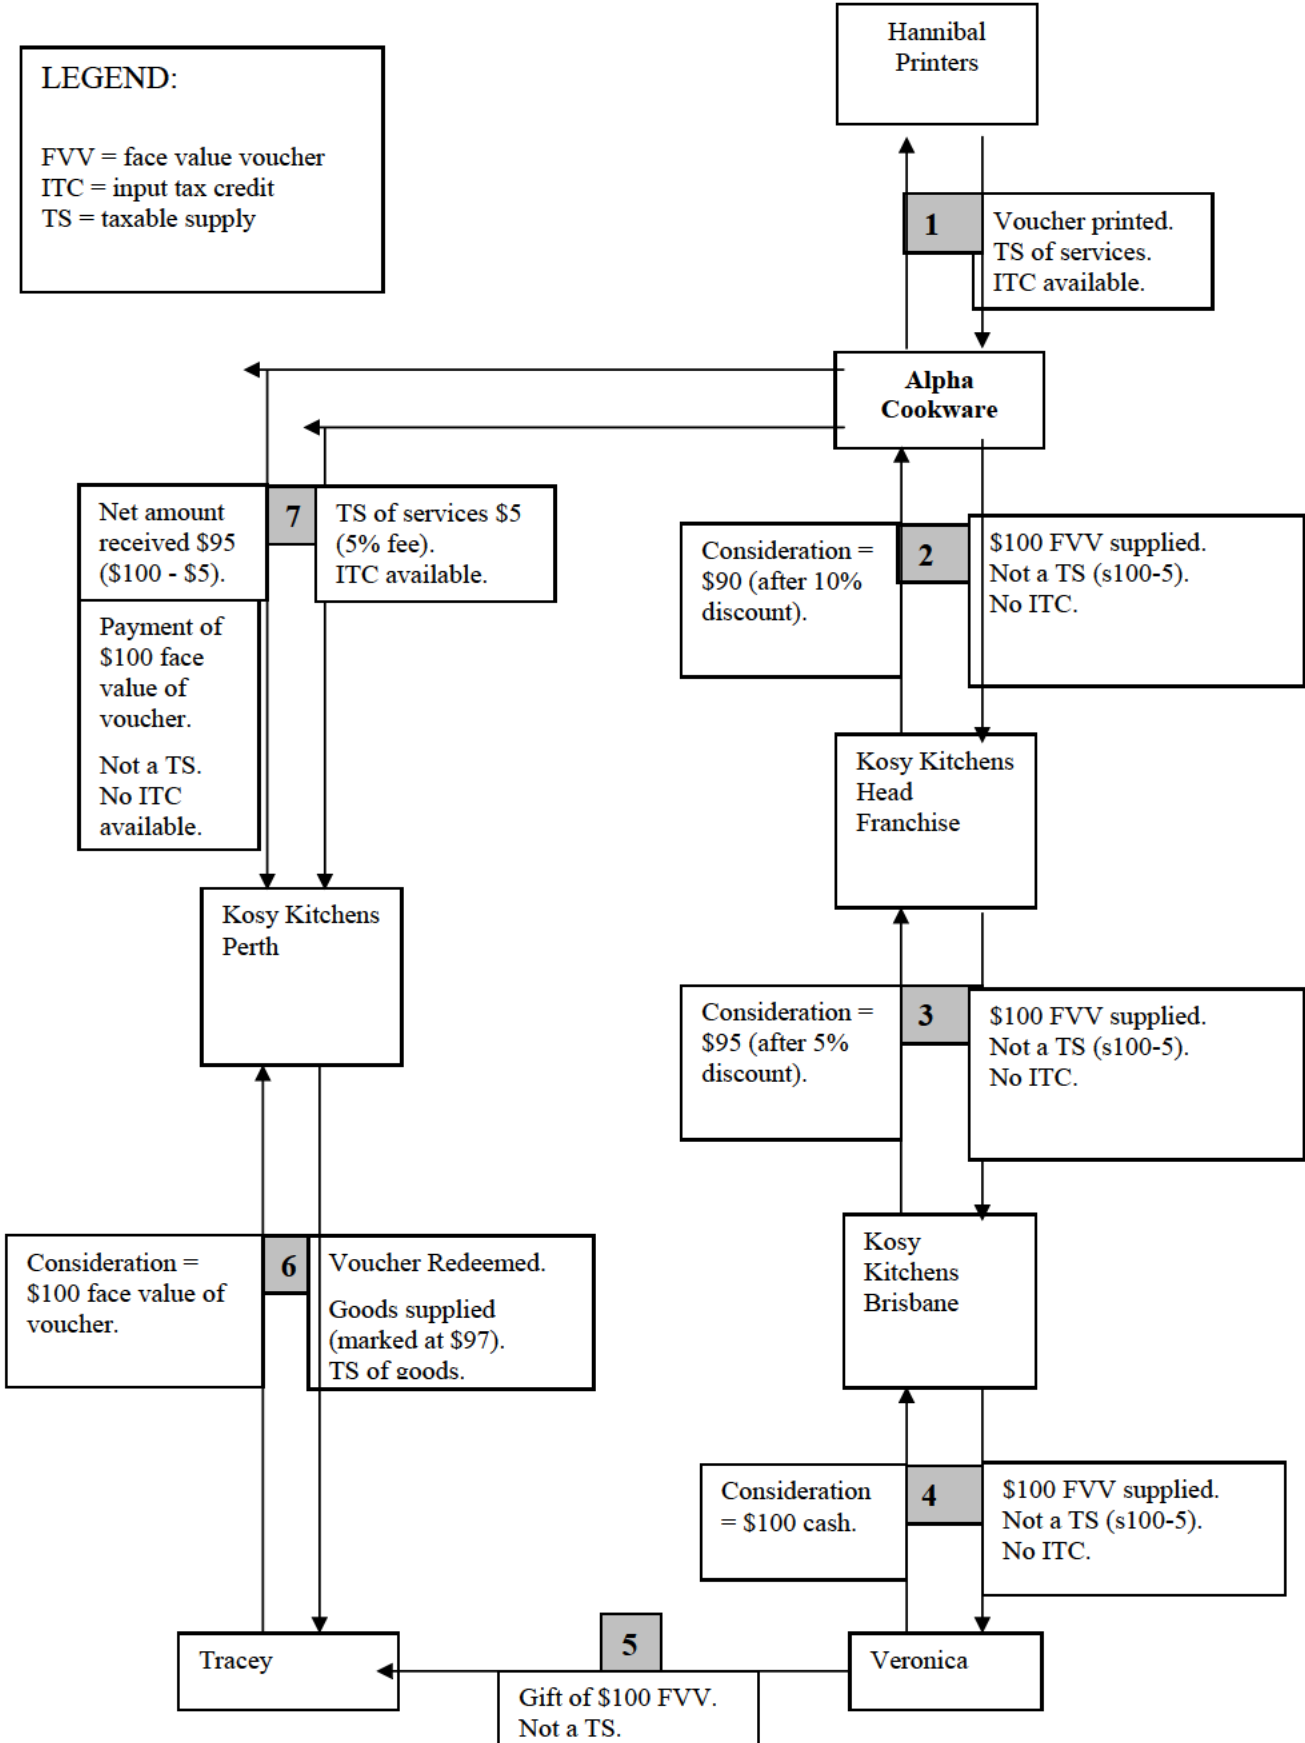 LEGEND:
FVV = face value voucher
ITC = input tax credit
TS = taxable supply
Hannibal
Printers
1
Voucher printed.
TS of services.
ITC available.
Alpha
Cookware
Net amount
received $95
($100 - $5).
7
TS of services $5
(5% fee).
ITC available.
Payment of
$100 face
value of
voucher.
Not a TS.
No ITC
available.
Consideration =
$90 (after 10%
discount).
2
$100 FVV supplied.
Not a TS (s100-5).
No ITC.
Kosy Kitchens
Head
Franchise
Kosy Kitchens
Perth
Consideration =
$95 (after 5%
discount).
3
$100 FVV supplied.
Not a TS (s100-5).
No ITC.
Kosy
Kitchens
Brisbane
Consideration =
$100 face value of
voucher.
6
Voucher Redeemed.
Goods supplied
(marked at $97).
TS of goods.
Consideration
= $100 cash.
4
$100 FVV supplied.
Not a TS (s100-5).
No ITC.
Tracey
5
Gift of $100 FVV.
Not a TS.
Veronica